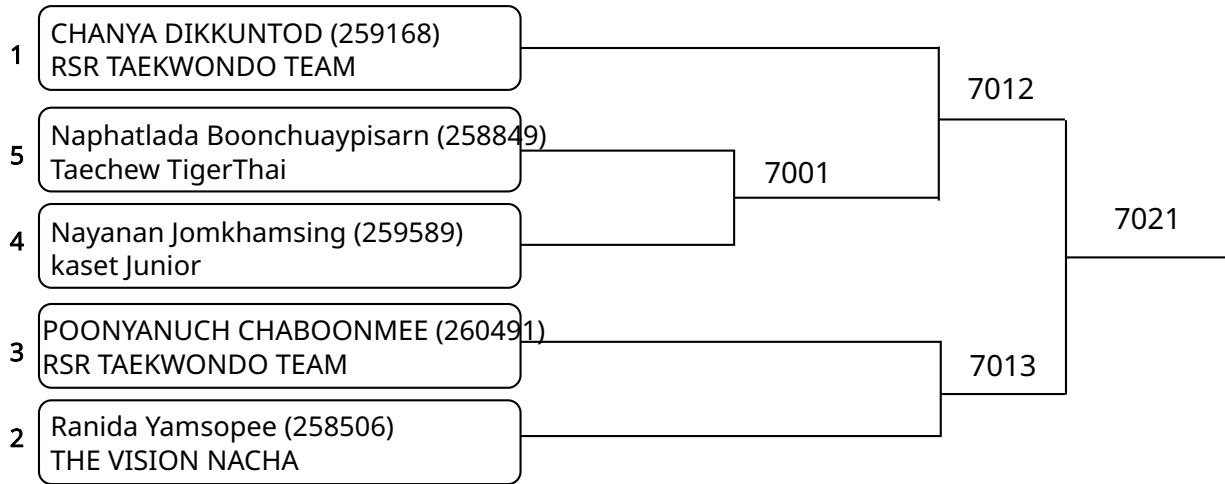 1
CHANYA DIKKUNTOD (259168)
RSR TAEKWONDO TEAM
7012
5
Naphatlada Boonchuaypisarn (258849)
Taechew TigerThai
7001
4
Nayanan Jomkhamsing (259589)
kaset Junior
7021
3
POONYANUCH CHABOONMEE (260491)
RSR TAEKWONDO TEAM
7013
2
Ranida Yamsopee (258506)
THE VISION NACHA